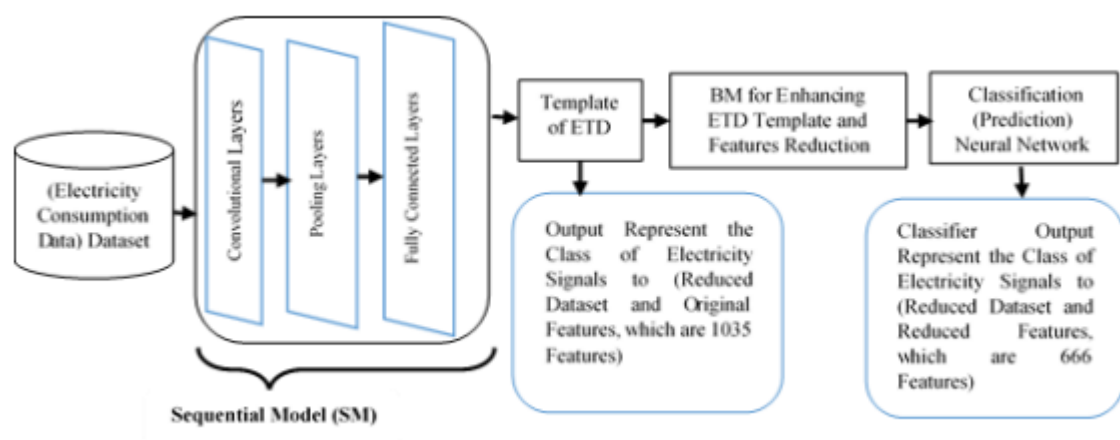 (Electricity
Consumption
Data) Dataset
Convolutional Layers
Pooling Layers
Fully Connected Layers
Sequential Model (SM)
Template
of ETD
BM for Enhancing
ETD Template and
Features Reduction
Classification
(Prediction)
Neural Network
Output Represent the
Class of Electricity
Signals to (Reduced
Dataset and Original
Features, which are 1035
Features)
Classifier Output
Represent the Class of
Electricity Signals to
(Reduced Dataset and
Reduced Features,
which are 666
Features)